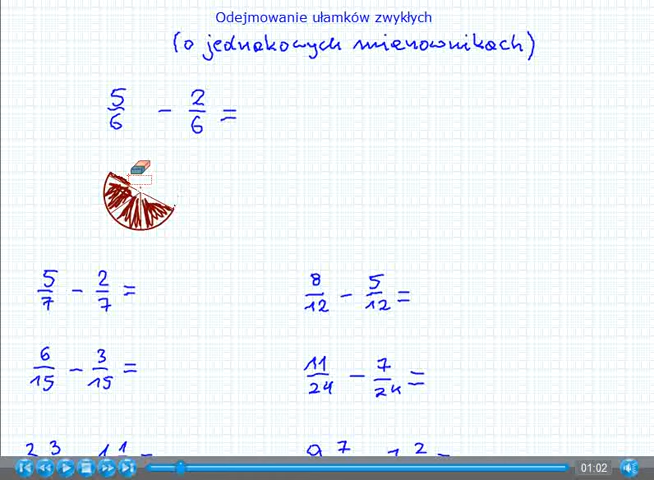 Odejmowanie ułamków zwykłych
(o jednakowych mianownikach)
5/6 - 2/6 =
5/7 - 2/7 =
8/12 - 5/12 =
6/15 - 3/15 =
11/24 - 7/24 =
01:02